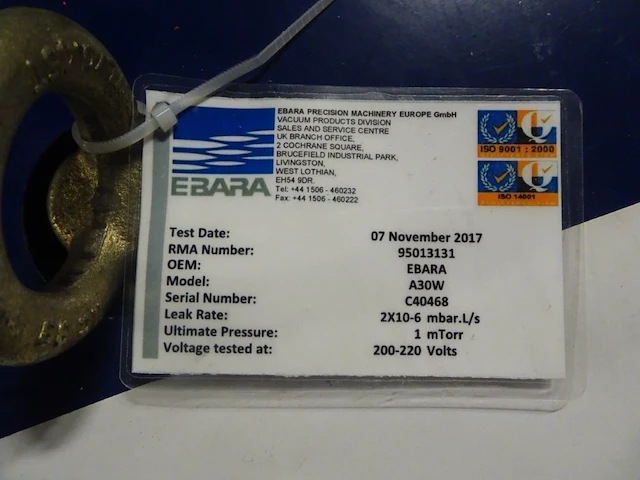 EBARA PRECISION MACHINERY EUROPE GmbH
VACUUM PRODUCTS DIVISION
SALES AND SERVICE CENTRE
UK BRANCH OFFICE,
2 COCHRANE SQUARE,
BRUCEFIELD INDUSTRIAL PARK,
LIVINGSTON,
WEST LOTHIAN,
EH54 9DR.
Tel: +44 1506 - 460232
Fax: +44 1506 - 460222
EBARA
ISO 9001 : 2000
ISO 14001
Test Date: 07 November 2017
RMA Number: 95013131
OEM: EBARA
Model: A30W
Serial Number: C40468
Leak Rate: 2X10-6 mbar.L/s
Ultimate Pressure: 1 mTorr
Voltage tested at: 200-220 Volts